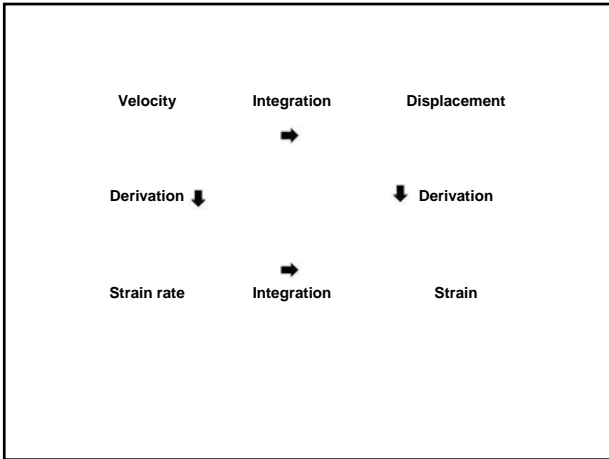 Velocity Integration Displacement
Derivation Derivation
Strain rate Integration Strain